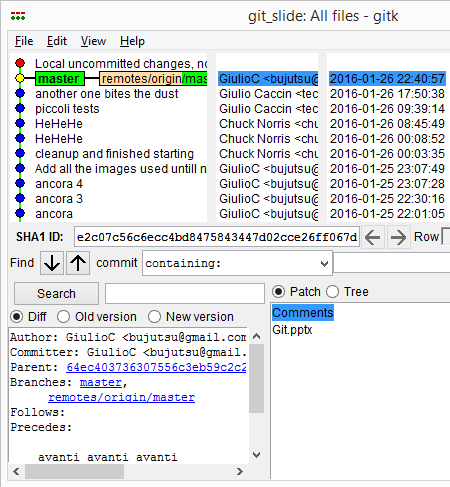 git_slide: All files - gitk
File Edit View Help
Local uncommitted changes, no
master remotes/origin/mas GiulioC <bujutsu@ 2016-01-26 22:40:57
another one bites the dust Giulio Caccin <tec 2016-01-26 17:50:38
piccoli tests Gulio Caccin <tec 2016-01-26 09:39:14
HeHeHe Chuck Norris <chu 2016-01-26 08:45:49
HeHeHe Chuck Norris <chu 2016-01-26 00:08:52
cleanup and finished starting Chuck Norris <chu 2016-01-26 00:03:35
Add all the images used untill n GiulioC <bujutsu@ 2016-01-25 23:07:49
ancora 4 GiulioC <bujutsu@ 2016-01-25 23:07:28
ancora 3 GiulioC <bujutsu@ 2016-01-25 22:30:16
ancora GiulioC <bujutsu@ 2016-01-25 22:01:05
SHA1 ID: e2c07c56c6ecc4bd8475843447d02cce26ff067d Row
Find commit containing:
Search
Patch Tree
Diff Old version New version
Comments
Git.pptx
Author: GiulioC <bujutsu@gmail.com
Committer: GiulioC <bujutsu@gmail.
Parent: 64ec403736307556c3eb59c2c2
Branches: master,
remotes/origin/master
Follows:
Precedes:
avanti avanti avanti